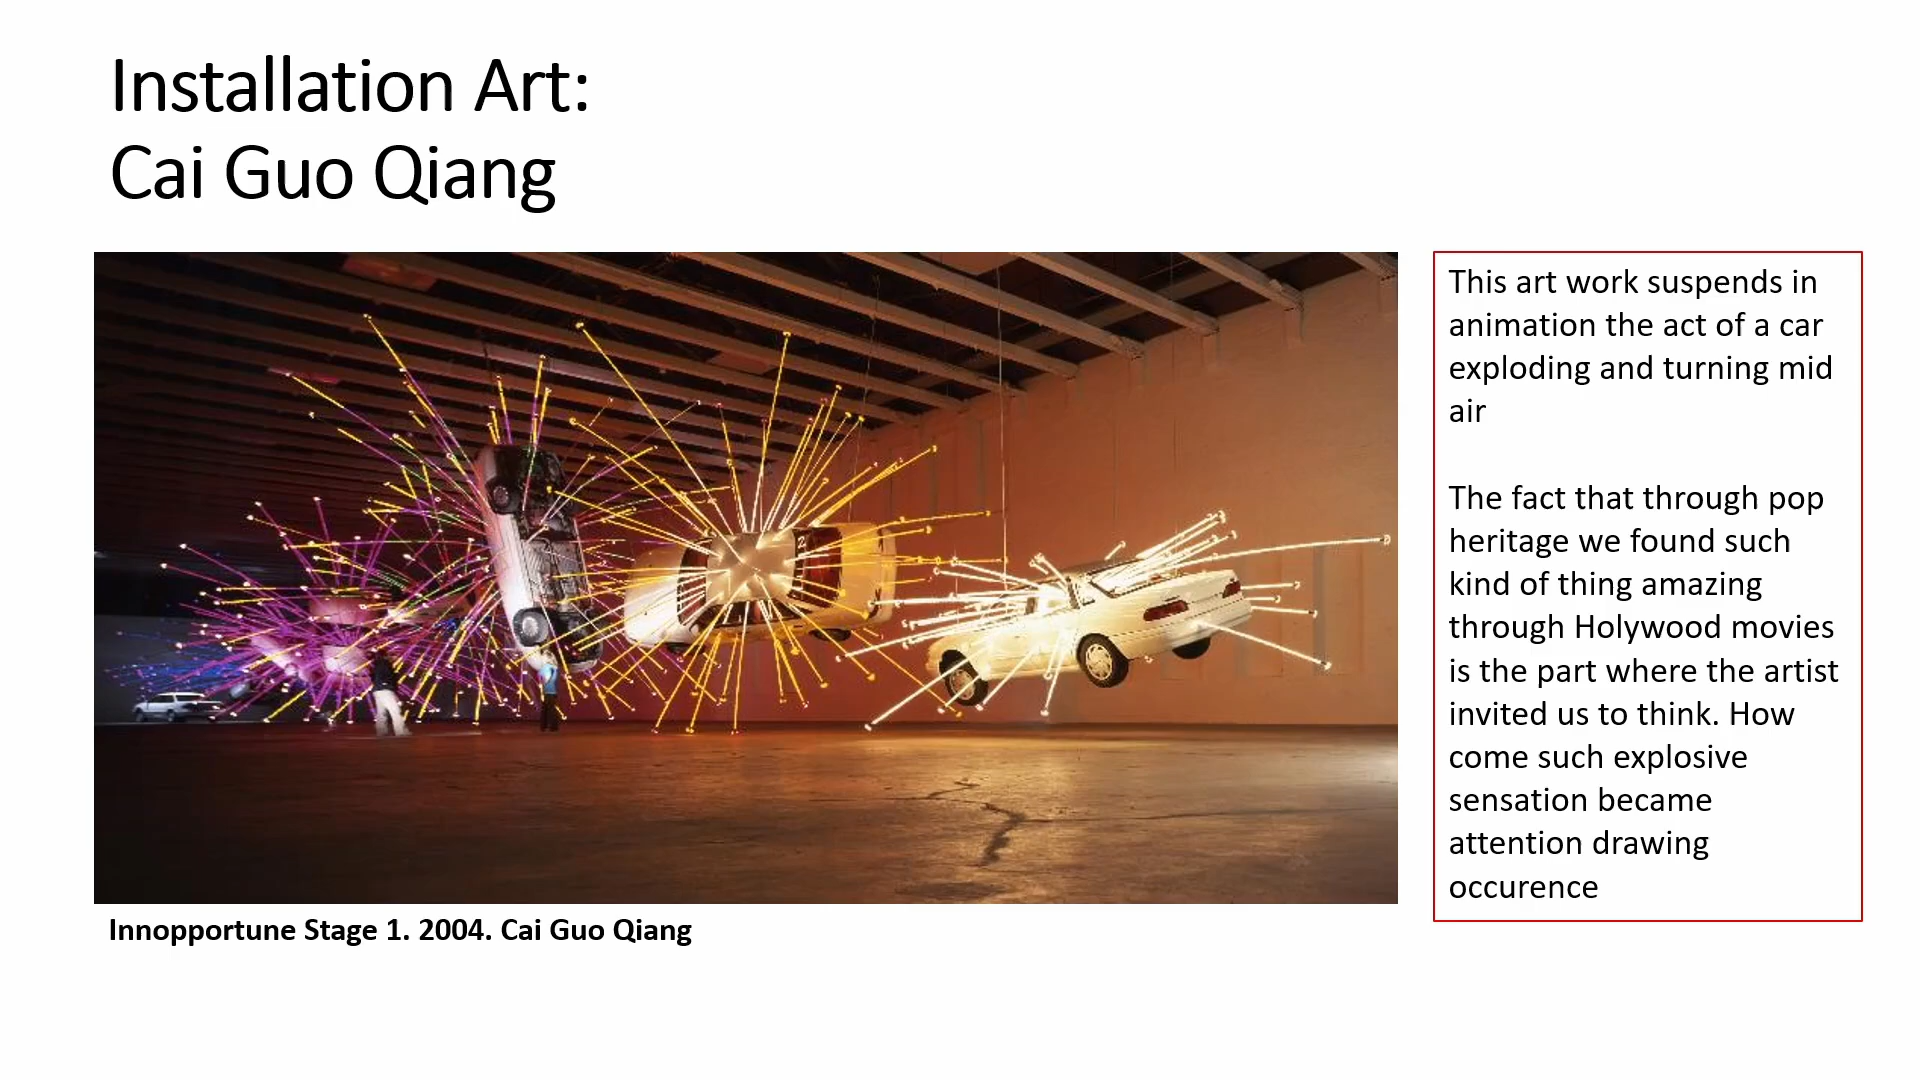 Installation Art:
Cai Guo Qiang
This art work suspends in
animation the act of a car
exploding and turning mid
air
The fact that through pop
heritage we found such
kind of thing amazing
through Holywood movies
is the part where the artist
invited us to think. How
come such explosive
sensation became
attention drawing
occurence
Innopportune Stage 1. 2004. Cai Guo Qiang